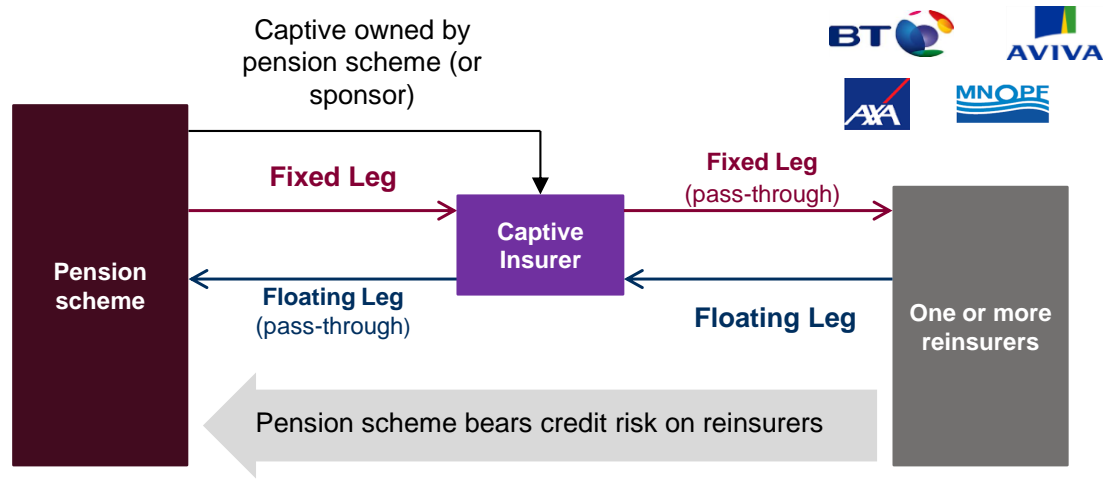 Captive owned by
pension scheme (or
sponsor)
BT
AVIVA
AXA
MNOPF
Fixed Leg
Fixed Leg
(pass-through)
Pension
scheme
Captive
Insurer
Floating Leg
(pass-through)
Floating Leg
One or more
reinsurers
Pension scheme bears credit risk on reinsurers